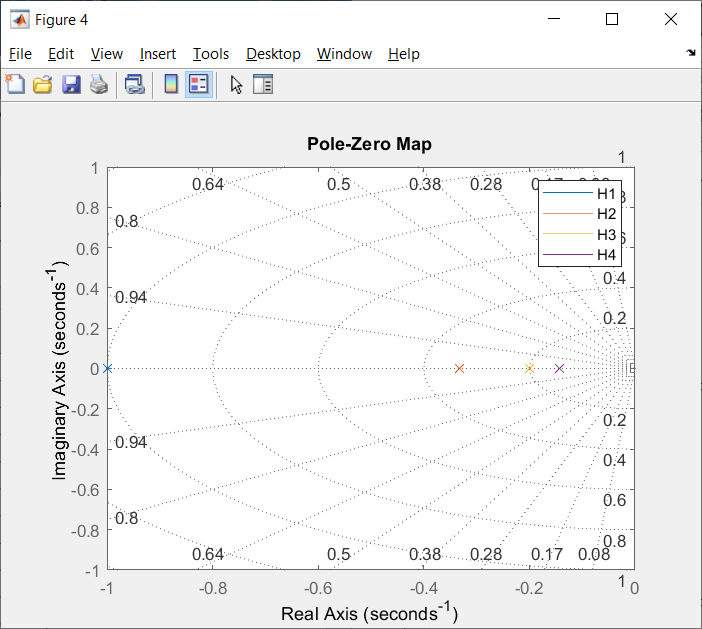 Figure 4
File Edit View Insert Tools Desktop Window Help
Pole-Zero Map
1
1 0.64 0.5 0.38 0.28
H1
H2
H3
H4
0.8 0.8
0.6
0.4 0.94 0.4
0.2 0.2
0
-0.2 0.2
-0.4 0.94 0.4
-0.6 0.6
-0.8 0.8 0.8
-1 0.64 0.5 0.38 0.28 0.17 0.08
1
-1 -0.8 -0.6 -0.4 -0.2 0
Real Axis (seconds-1)
Imaginary Axis (seconds-1)